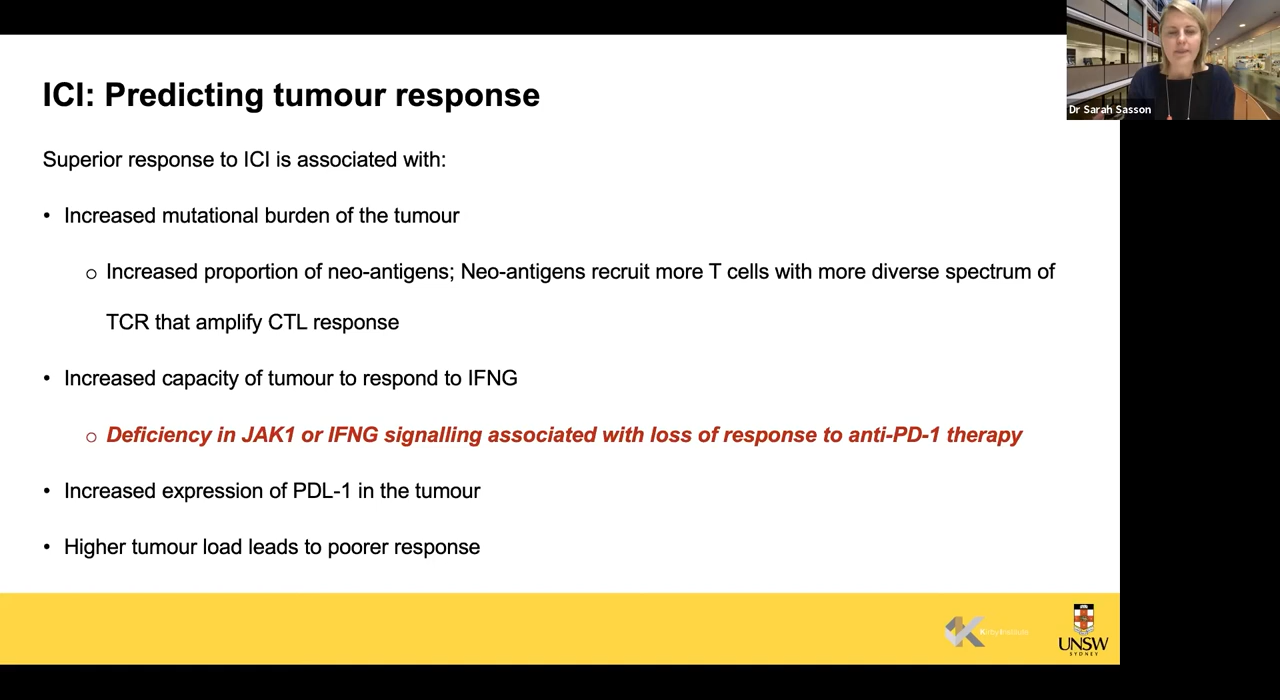 ICI: Predicting tumour response
Dr Sarah Sasson
Superior response to ICI is associated with:
• Increased mutational burden of the tumour
o Increased proportion of neo-antigens; Neo-antigens recruit more T cells with more diverse spectrum of
TCR that amplify CTL response
• Increased capacity of tumour to respond to IFNG
o Deficiency in JAK1 or IFNG signalling associated with loss of response to anti-PD-1 therapy
• Increased expression of PDL-1 in the tumour
• Higher tumour load leads to poorer response
Kirby Institute
UNSW
SYDNEY